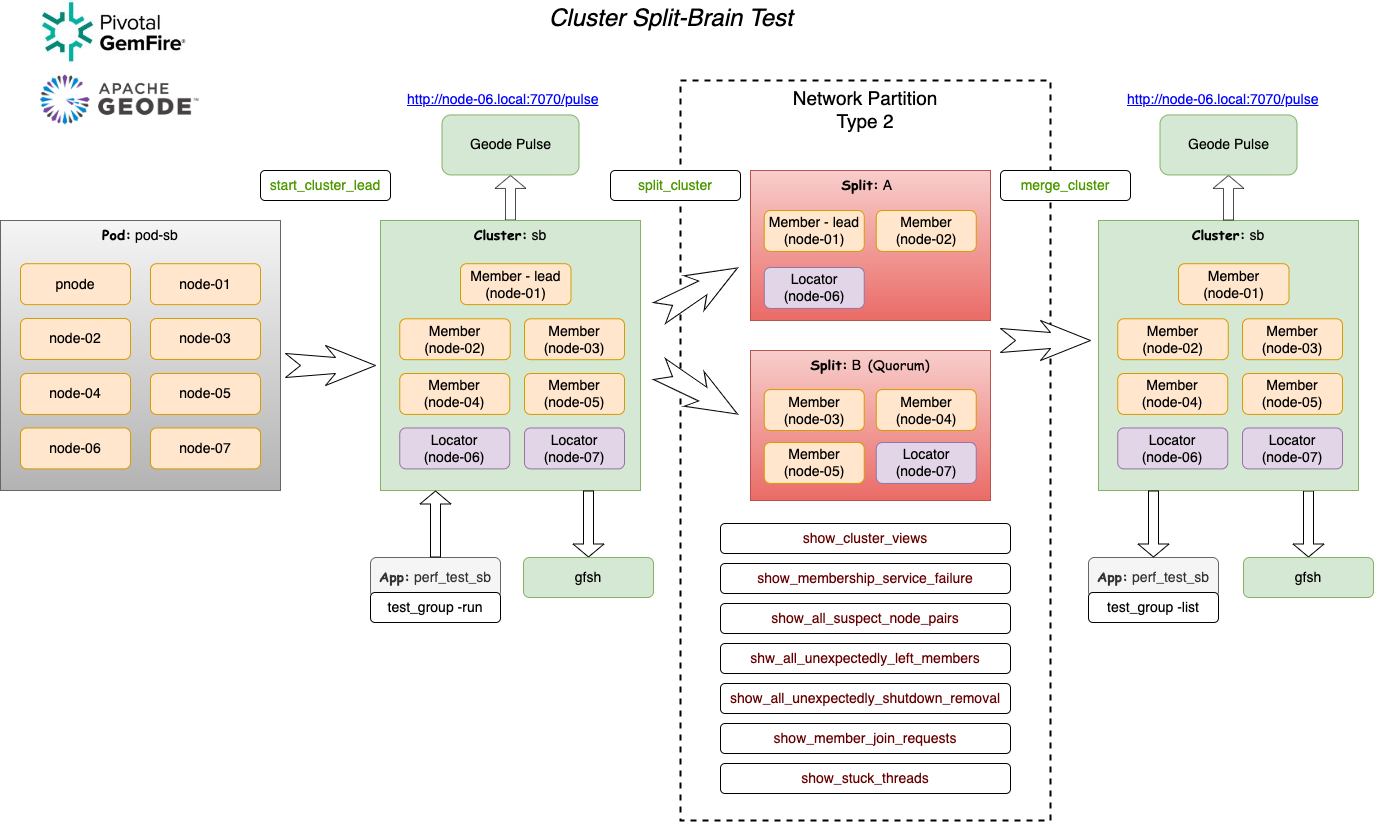 Cluster Split-Brain Test
Pivotal
GemFire®
APACHE
GEODE™
http://node-06.local:7070/pulse
Geode Pulse
start_cluster_lead
Pod: pod-sb
pnode
node-01
node-02
node-03
node-04
node-05
node-06
node-07
Cluster: sb
Member - lead
(node-01)
Member
(node-02)
Member
(node-03)
Member
(node-04)
Member
(node-05)
Locator
(node-06)
Locator
(node-07)
App: perf_test_sb
test_group -run
gfsh
split_cluster
Network Partition
Type 2
Split: A
Member - lead
(node-01)
Member
(node-02)
Locator
(node-06)
Split: B (Quorum)
Member
(node-03)
Member
(node-04)
Member
(node-05)
Locator
(node-07)
show_cluster_views
show_membership_service_failure
show_all_suspect_node_pairs
shw_all_unexpectedly_left_members
show_all_unexpectedly_shutdown_removal
show_member_join_requests
show_stuck_threads
merge_cluster
http://node-06.local:7070/pulse
Geode Pulse
Cluster: sb
Member
(node-01)
Member
(node-02)
Member
(node-03)
Member
(node-04)
Member
(node-05)
Locator
(node-06)
Locator
(node-07)
App: perf_test_sb
test_group -list
gfsh